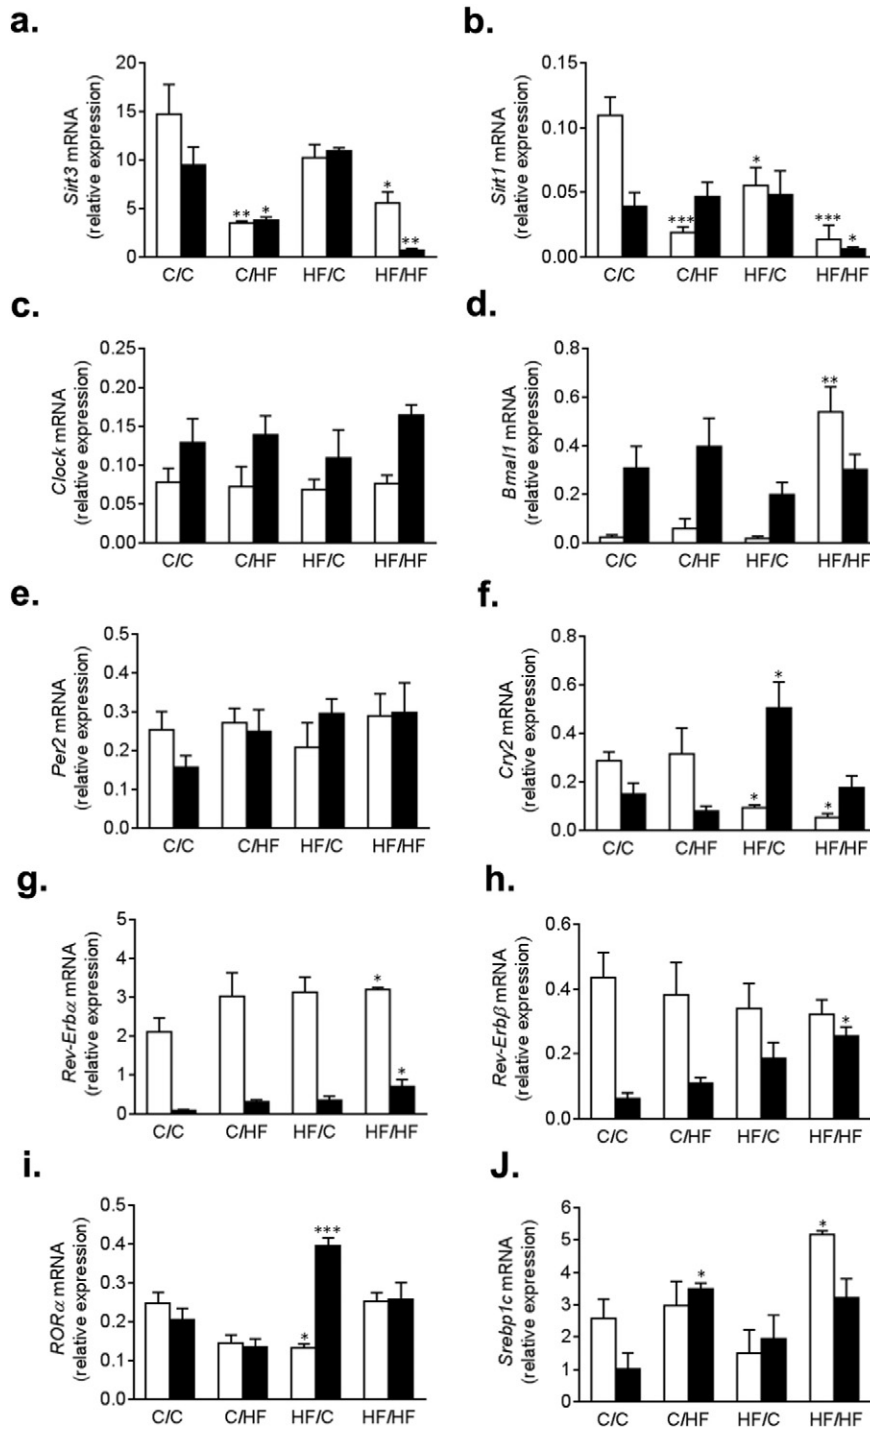 a.
Sirt3 mRNA
(relative expression)
20
15
10
5
0
** * * **
C/C C/HF HF/C HF/HF
b.
Sirt1 mRNA
(relative expression)
0.15
0.10
0.05
0.00
*** * *** *
C/C C/HF HF/C HF/HF
c.
Clock mRNA
(relative expression)
0.25
0.20
0.15
0.10
0.05
0.00
C/C C/HF HF/C HF/HF
d.
Bmal1 mRNA
(relative expression)
0.8
0.6
0.4
0.2
0.0
**
C/C C/HF HF/C HF/HF
e.
Per2 mRNA
(relative expression)
0.5
0.4
0.3
0.2
0.1
0.0
C/C C/HF HF/C HF/HF
f.
Cry2 mRNA
(relative expression)
0.8
0.6
0.4
0.2
0.0
* * *
C/C C/HF HF/C HF/HF
g.
Rev-Erbα mRNA
(relative expression)
5
4
3
2
1
0
* *
C/C C/HF HF/C HF/HF
h.
Rev-Erbβ mRNA
(relative expression)
0.6
0.4
0.2
0.0
*
C/C C/HF HF/C HF/HF
i.
RORα mRNA
(relative expression)
0.5
0.4
0.3
0.2
0.1
0.0
* ***
C/C C/HF HF/C HF/HF
J.
Srebp1c mRNA
(relative expression)
6
5
4
3
2
1
0
* *
C/C C/HF HF/C HF/HF